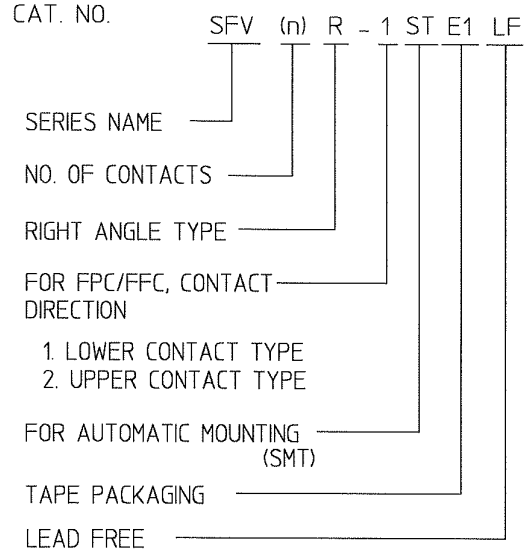 CAT. NO.
SFV (n) R - 1 ST E1 LF
SERIES NAME
NO. OF CONTACTS
RIGHT ANGLE TYPE
FOR FPC/FFC, CONTACT
DIRECTION
1. LOWER CONTACT TYPE
2. UPPER CONTACT TYPE
FOR AUTOMATIC MOUNTING
(SMT)
TAPE PACKAGING
LEAD FREE